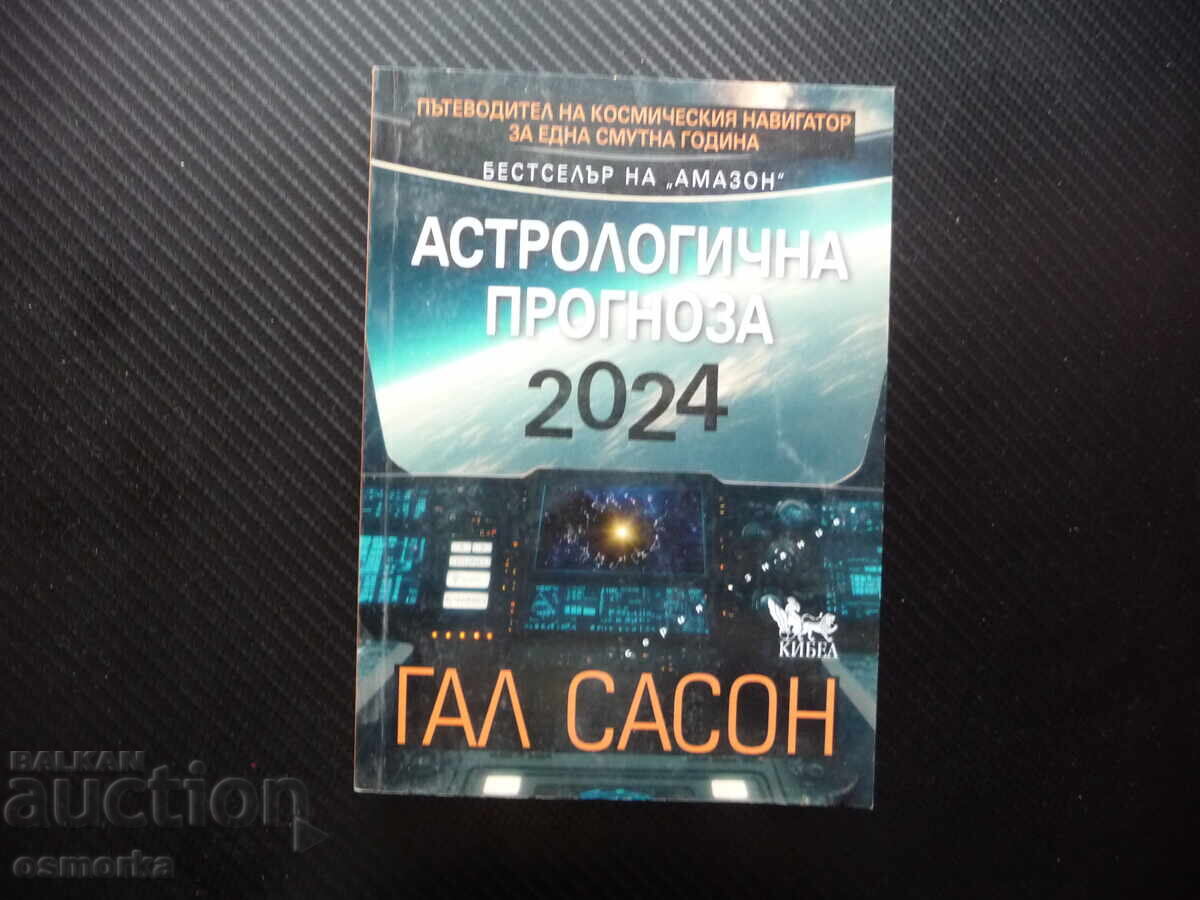 ПЪТЕВОДИТЕЛ НА КОСМИЧЕСКИЯ НАВИГАТОР
ЗА ЕДНА СМУТНА ГОДИНА
БЕСТСЕЛЪР НА „АМАЗОН“
АСТРОЛОГИЧНА
ПРОГНОЗА
2024
КИБЕА
ГАЛ САСОН
BALKAN
auction
osmorka